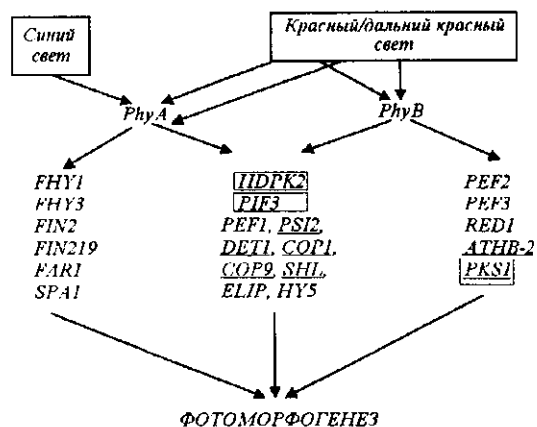 Синий
свет
Красный/дальний красный
свет
PhyA
PhyB
FHY1
FHY3
FIN2
FIN219
FAR1
SPA1
NDPK2
PIF3
PEF1, PSI2,
DET1, COP1,
COP9, SHL,
ELIP, HY5
PEF2
PEF3
RED1
ATHB-2
PKS1
ФОТОМОРФОГЕНЕЗ